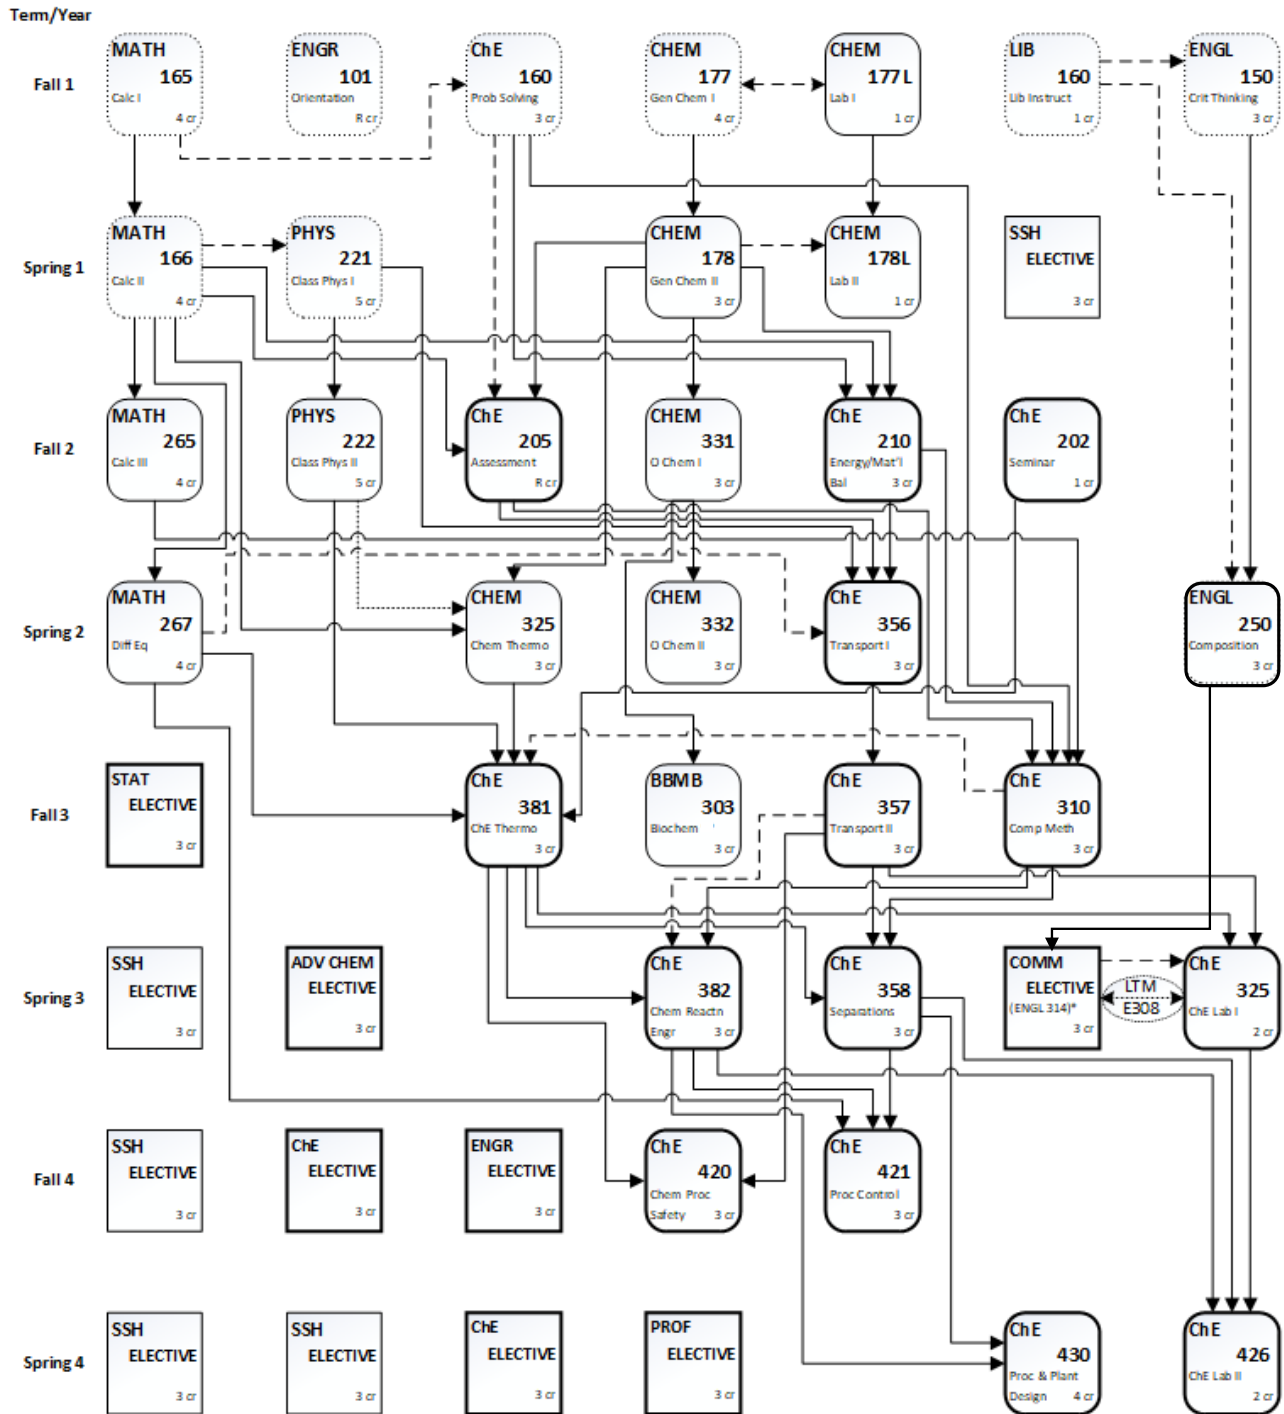 Term/Year
Fall 1
MATH
165
Calc I
4 cr
ENGR
101
Orientation
R cr
ChE
160
Prob Solving
3 cr
CHEM
177
Gen Chem I
4 cr
CHEM
177 L
Lab I
1 cr
LIB
160
Lib Instruct
1 cr
ENGL
150
Crit Thinking
3 cr
Spring 1
MATH
166
Calc II
4 cr
PHYS
221
Class Phys I
5 cr
CHEM
178
Gen Chem II
3 cr
CHEM
178L
Lab II
1 cr
SSH
ELECTIVE
3 cr
Fall 2
MATH
265
Calc III
4 cr
PHYS
222
Class Phys II
5 cr
ChE
205
Assessment
R cr
CHEM
331
O Chem I
3 cr
ChE
210
Energy/Mat'l
Bal 3 cr
ChE
202
Seminar
1 cr
Spring 2
MATH
267
Diff Eq
4 cr
CHEM
325
Chem Thermo
3 cr
CHEM
332
O Chem II
3 cr
ChE
356
Transport I
3 cr
ENGL
250
Composition
3 cr
Fall 3
STAT
ELECTIVE
3 cr
ChE
381
ChE Thermo
3 cr
BBMB
303
Biochem
3 cr
ChE
357
Transport II
3 cr
ChE
310
Comp Meth
3 cr
Spring 3
SSH
ELECTIVE
3 cr
ADV CHEM
ELECTIVE
3 cr
ChE
382
Chem Reactn
Engr 3 cr
ChE
358
Separations
3 cr
COMM
ELECTIVE
(ENGL 314)*
3 cr
LTM
E308
ChE
325
ChE Lab I
2 cr
Fall 4
SSH
ELECTIVE
3 cr
ChE
ELECTIVE
3 cr
ENGR
ELECTIVE
3 cr
ChE
420
Chem Proc
Safety 3 cr
ChE
421
Proc Control
3 cr
Spring 4
SSH
ELECTIVE
3 cr
SSH
ELECTIVE
3 cr
ChE
ELECTIVE
3 cr
PROF
ELECTIVE
3 cr
ChE
430
Proc & Plant
Design 4 cr
ChE
426
ChE Lab II
2 cr